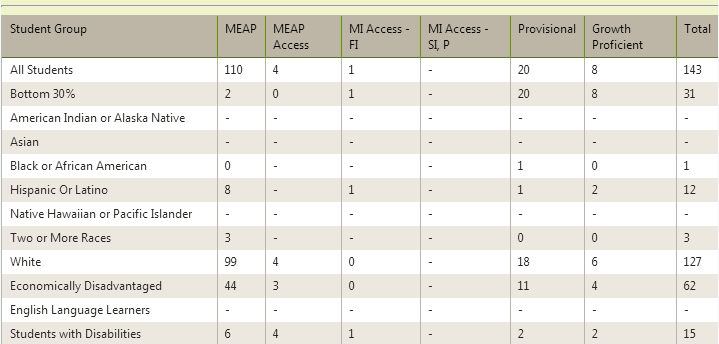 Student Group MEAP MEAP Access MI Access - FI MI Access - SI, P Provisional Growth Proficient Total
All Students 110 4 1 - 20 8 143
Bottom 30% 2 0 1 - 20 8 31
American Indian or Alaska Native - - - - - - -
Asian - - - - - - -
Black or African American 0 - - - 1 0 1
Hispanic Or Latino 8 - 1 - 1 2 12
Native Hawaiian or Pacific Islander - - - - - - -
Two or More Races 3 - - - 0 0 3
White 99 4 0 - 18 6 127
Economically Disadvantaged 44 3 0 - 11 4 62
English Language Learners - - - - - - -
Students with Disabilities 6 4 1 - 2 2 15